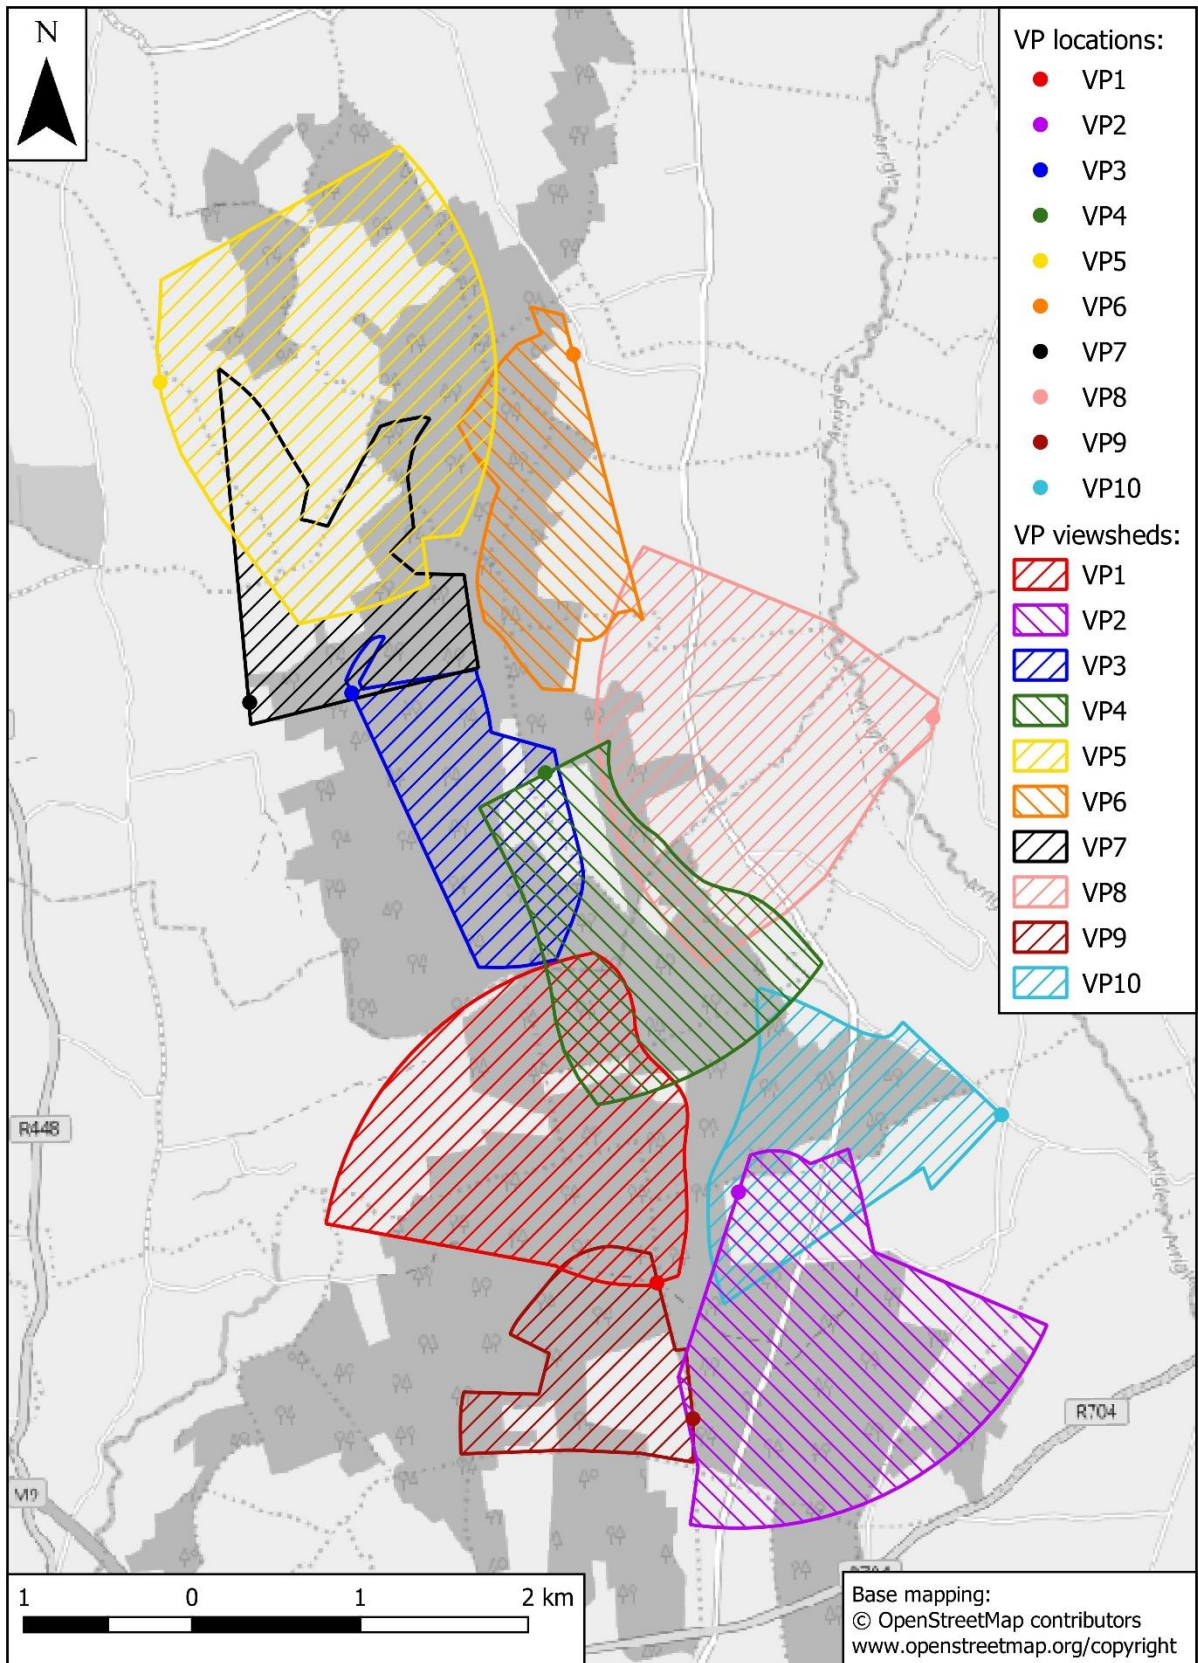 N
VP locations:
VP1
VP2
VP3
VP4
VP5
VP6
VP7
VP8
VP9
VP10
VP viewsheds:
VP1
VP2
VP3
VP4
VP5
VP6
VP7
VP8
VP9
VP10
Arrigle
R448
R704
M9
1 0 1 2 km
Base mapping:
© OpenStreetMap contributors
www.openstreetmap.org/copyright